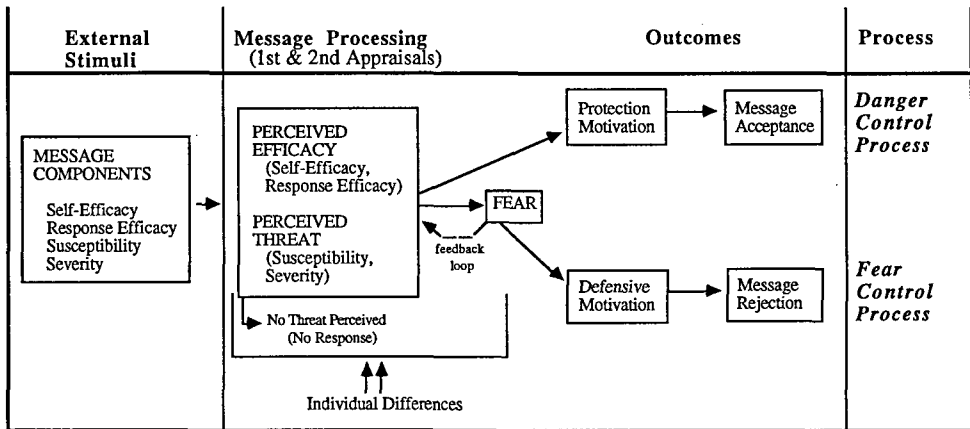 External
Stimuli
Message Processing
(1st & 2nd Appraisals)
Outcomes
Process
MESSAGE
COMPONENTS
Self-Efficacy
Response Efficacy
Susceptibility
Severity
PERCEIVED
EFFICACY
(Self-Efficacy,
Response Efficacy)
PERCEIVED
THREAT
(Susceptibility,
Severity)
No Threat Perceived
(No Response)
Individual Differences
FEAR
feedback
loop
Protection
Motivation
Message
Acceptance
Defensive
Motivation
Message
Rejection
Danger
Control
Process
Fear
Control
Process